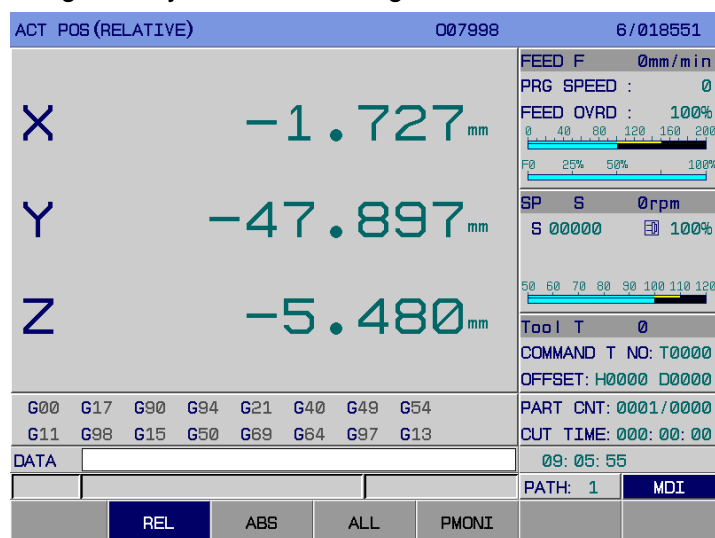 ACT POS(RELATIVE) O07998 6/018551
X -1.727mm
Y -47.897mm
Z -5.480mm
G00 G17 G90 G94 G21 G40 G49 G54
G11 G98 G15 G50 G69 G64 G97 G13
DATA
FEED F 0mm/min
PRG SPEED : 0
FEED OVRD : 100%
0 40 80 120 160 200
F0 25% 50% 100%
SP S 0rpm
S 00000 100%
50 60 70 80 90 100 110 120
Tool T 0
COMMAND T NO: T0000
OFFSET: H0000 D0000
PART CNT: 0001/0000
CUT TIME: 000:00:00
09:05:55
PATH: 1 MDI
REL ABS ALL PMONI